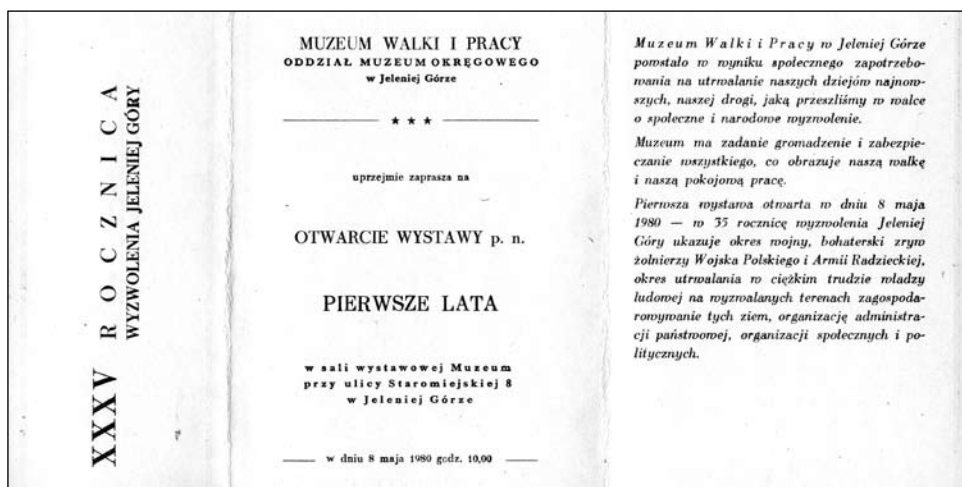 XXXV ROCZNICA
WYZWOLENIA JELENIEJ GÓRY
MUZEUM WALKI I PRACY
ODDZIAŁ MUZEUM OKRĘGOWEGO
w Jeleniej Górze
★ ★ ★
uprzejmie zaprasza na
OTWARCIE WYSTAWY p. n.
PIERWSZE LATA
w sali wystawowej Muzeum
przy ulicy Staromiejskiej 8
w Jeleniej Górze
w dniu 8 maja 1980 godz. 10,00
Muzeum Walki i Pracy w Jeleniej Górze
powstało w wyniku społecznego zapotrzebo-
wania na utrwalanie naszych dziejów najnow-
szych, naszej drogi, jaką przeszliśmy w walce
o społeczne i narodowe wyzwolenie.
Muzeum ma zadanie gromadzenie i zabezpie-
czanie wszystkiego, co obrazuje naszą walkę
i naszą pokojową pracę.
Pierwsza wystawa otwarta w dniu 8 maja
1980 — w 35 rocznicę wyzwolenia Jeleniej
Góry ukazuje okres wojny, bohaterski zryw
żołnierzy Wojska Polskiego i Armii Radzieckiej,
okres utrwalania w ciężkim trudzie władzy
ludowej na wyzwalanych terenach zagospoda-
rowywanie tych ziem, organizację administra-
cji państwowej, organizacji społecznych i po-
litycznych.